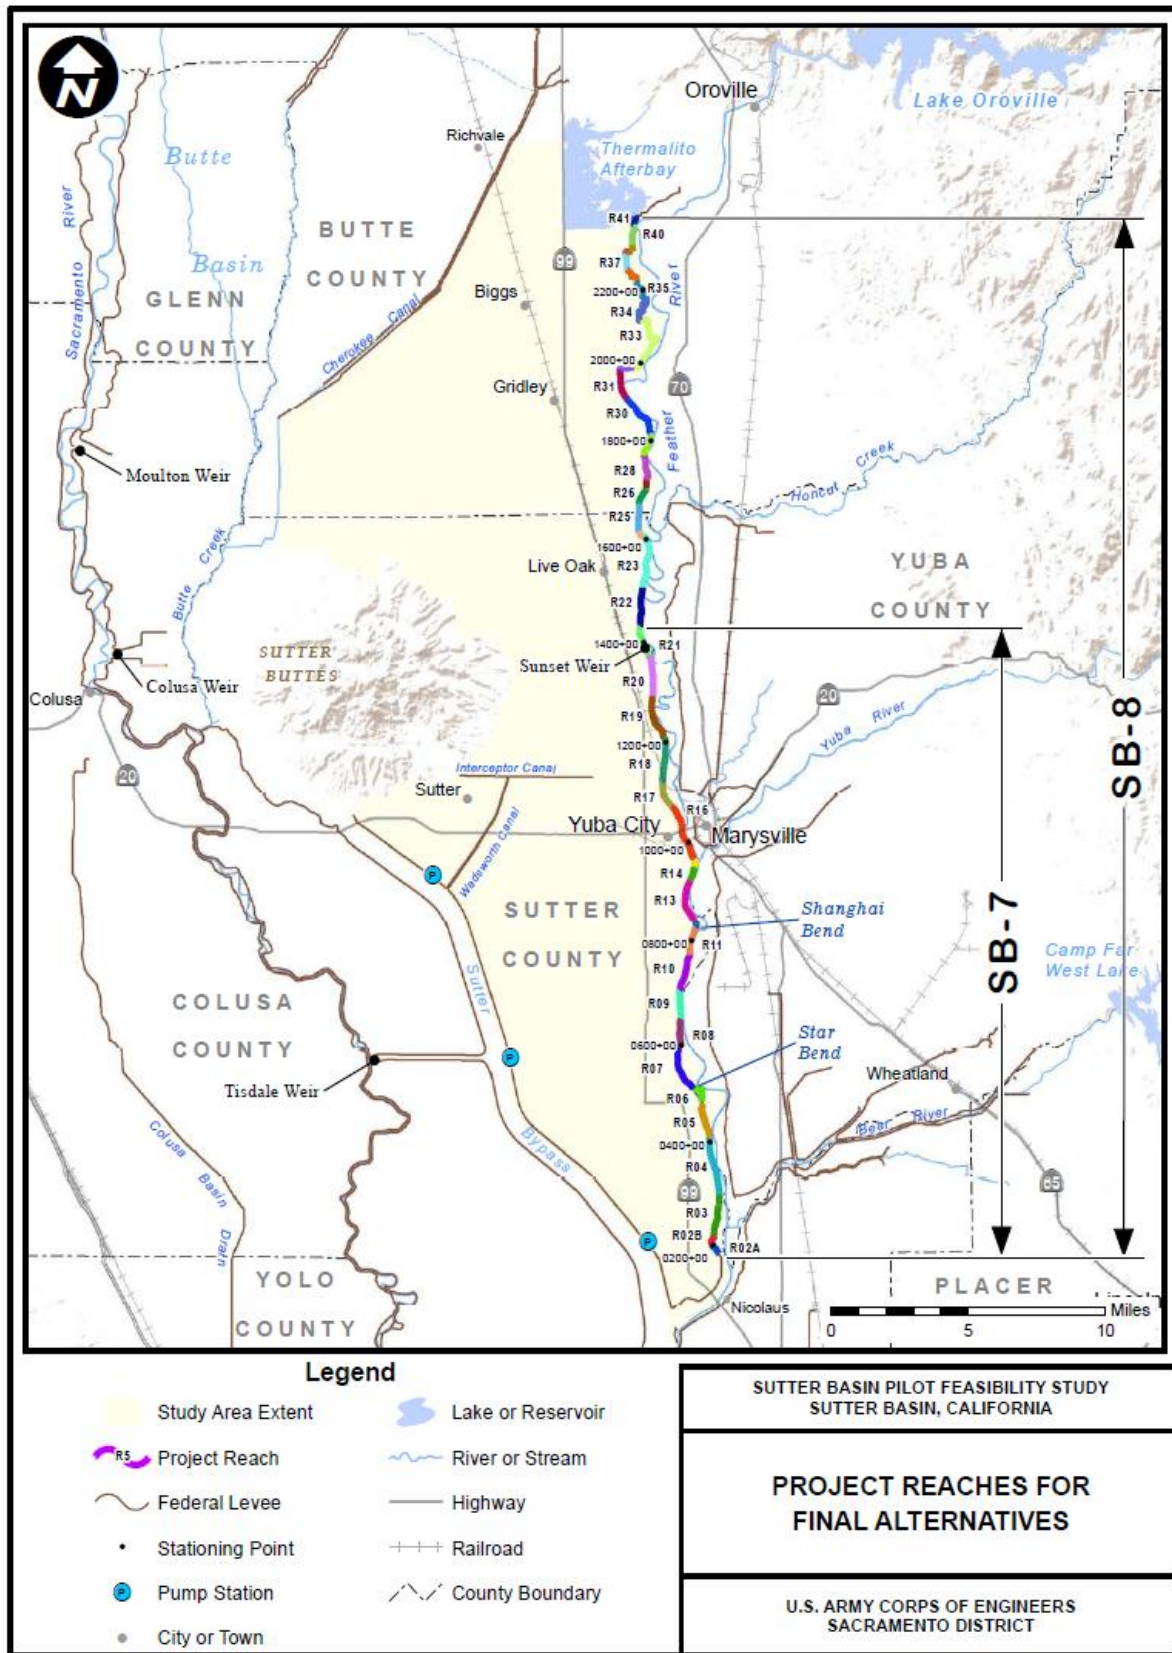 N
Oroville
Lake Oroville
Richvale
Thermalito
Afterbay
Butte
Basin
Sacramento
River
BUTTE
COUNTY
GLENN
COUNTY
Cherokee Canal
99
Biggs
Gridley
R41
R40
R37
R35
2200+00
R34
R33
2000+00
R31
R30
1800+00
R28
R26
R25
1600+00
R23
R22
River
Feather
70
Honcut Creek
Moulton Weir
Butte Creek
Live Oak
YUBA
COUNTY
1400+00
R21
Sunset Weir
SUTTER
BUTTES
Colusa Weir
Colusa
R20
R19
1200+00
R18
R17
20
Yuba River
SB-8
20
Interceptor Canal
Sutter
Wadsworth Canal
Yuba City
R16
Marysville
1000+00
R14
R13
P
SUTTER
COUNTY
Shanghai
Bend
0800+00
R11
R10
SB-7
Camp Far
West Lake
COLUSA
COUNTY
Sutter
R09
R08
0600+00
R07
Star
Bend
P
Tisdale Weir
Wheatland
R06
R05
Bear River
0400+00
R04
Colusa Basin Drain
Bypass
99
65
R03
P
R02B
R02A
0200+00
YOLO
COUNTY
PLACER
Nicolaus
Miles
0 5 10
Legend
Study Area Extent
Lake or Reservoir
R5 Project Reach
River or Stream
Federal Levee
Highway
Stationing Point
Railroad
P Pump Station
County Boundary
City or Town
SUTTER BASIN PILOT FEASIBILITY STUDY
SUTTER BASIN, CALIFORNIA
PROJECT REACHES FOR
FINAL ALTERNATIVES
U.S. ARMY CORPS OF ENGINEERS
SACRAMENTO DISTRICT